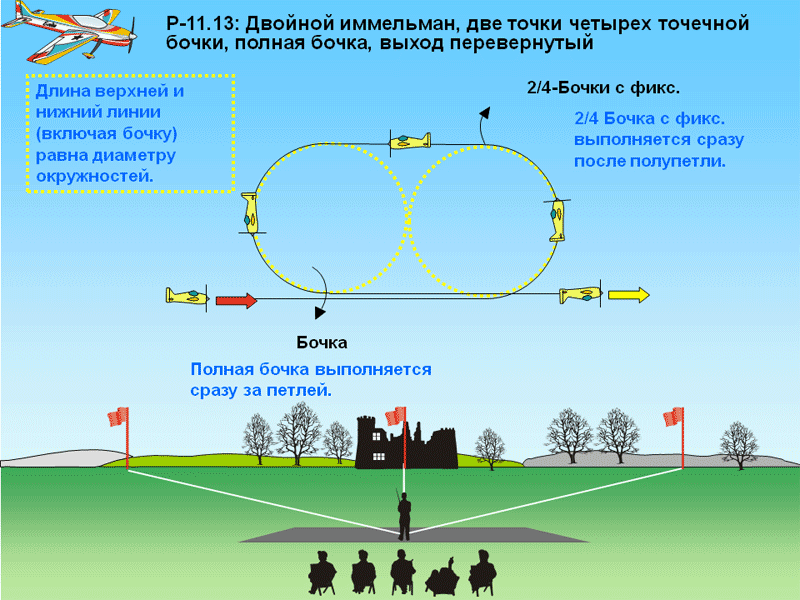 Р-11.13: Двойной иммельман, две точки четырех точечной
бочки, полная бочка, выход перевернутый
Длина верхней и
нижний линии
(включая бочку)
равна диаметру
окружностей.
2/4-Бочки с фикс.
2/4 Бочка с фикс.
выполняется сразу
после полупетли.
Бочка
Полная бочка выполняется
сразу за петлей.